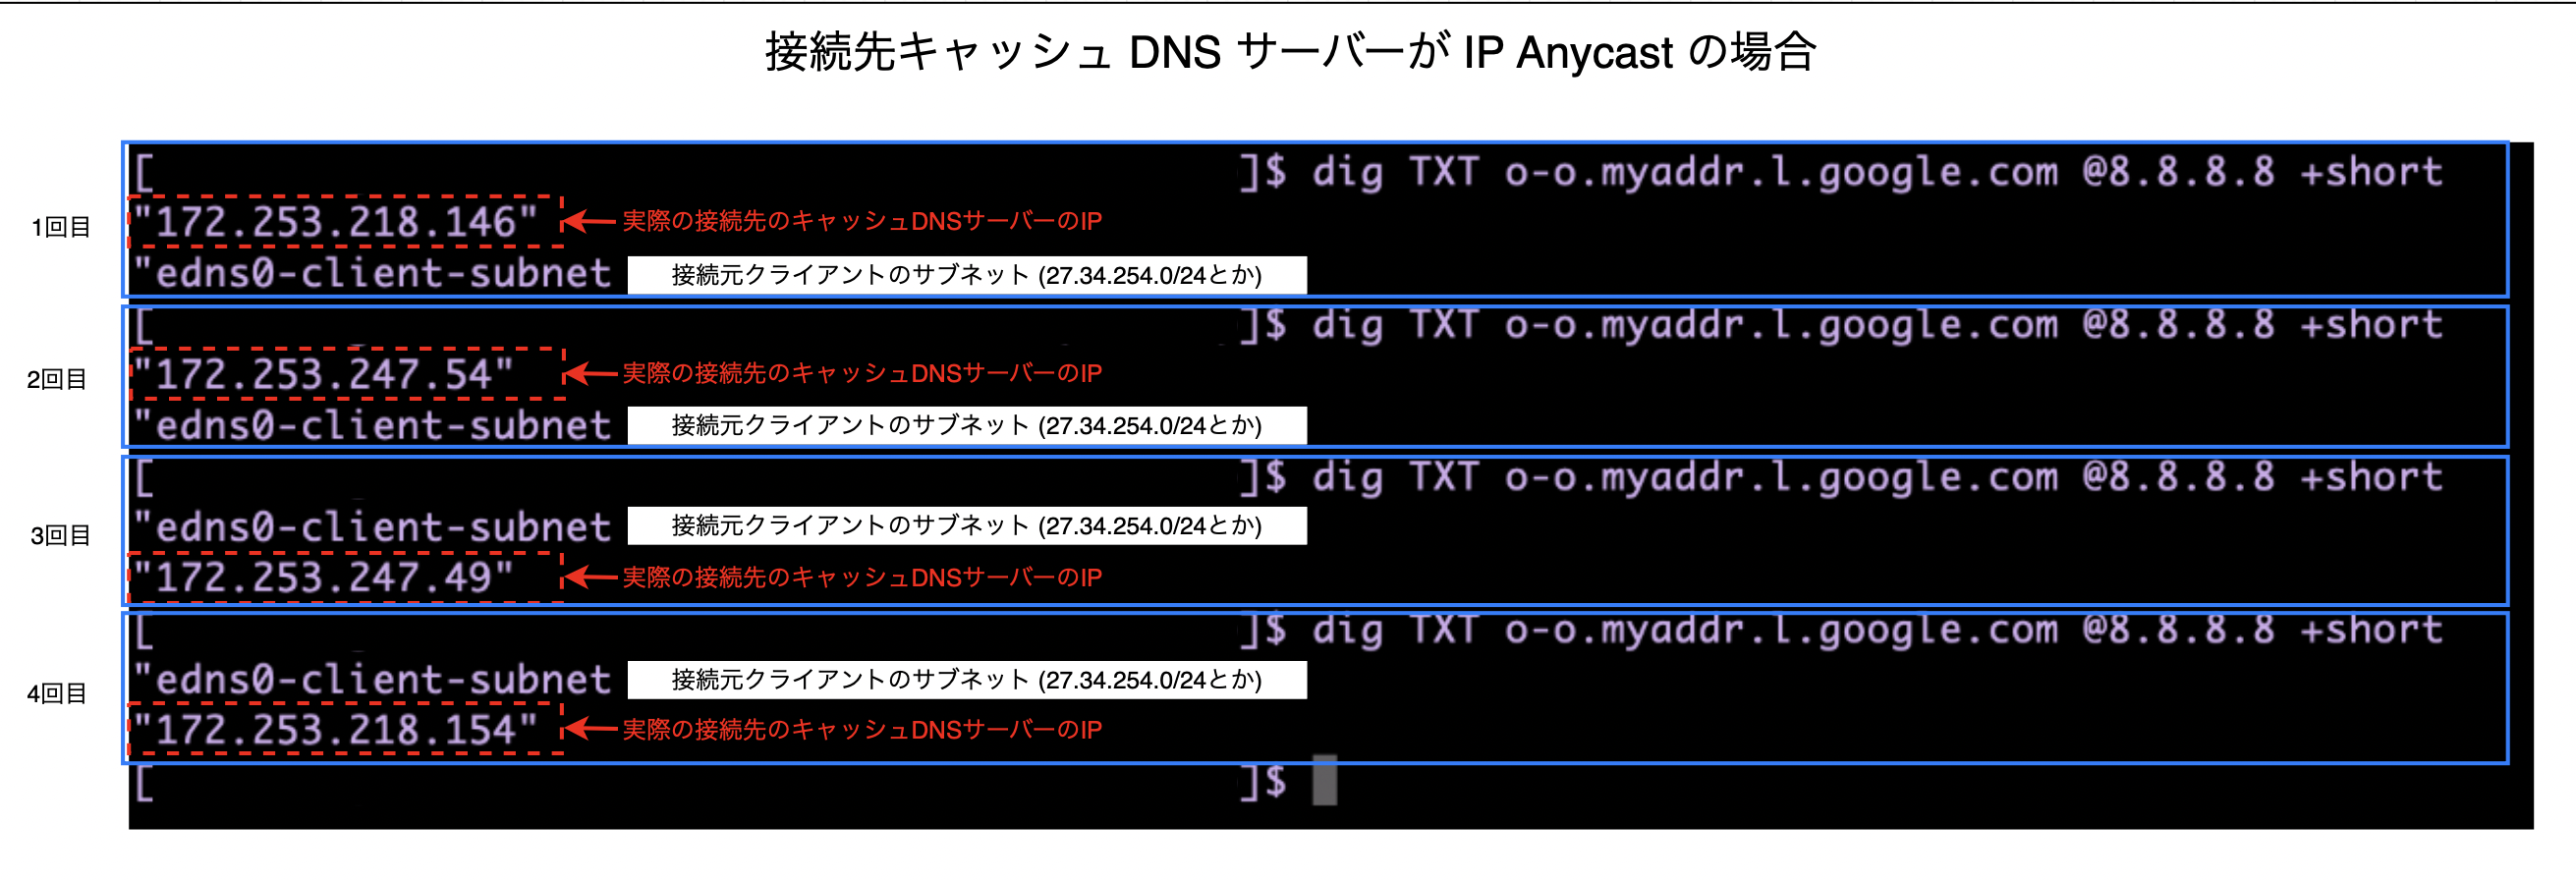 接続先キャッシュ DNS サーバーが IP Anycast の場合
[ ]$ dig TXT o-o.myaddr.l.google.com @8.8.8.8 +short
1回目 "172.253.218.146" 実際の接続先のキャッシュDNSサーバーのIP
"edns0-client-subnet 接続元クライアントのサブネット (27.34.254.0/24とか)
[ ]$ dig TXT o-o.myaddr.l.google.com @8.8.8.8 +short
2回目 "172.253.247.54" 実際の接続先のキャッシュDNSサーバーのIP
"edns0-client-subnet 接続元クライアントのサブネット (27.34.254.0/24とか)
[ ]$ dig TXT o-o.myaddr.l.google.com @8.8.8.8 +short
3回目 "edns0-client-subnet 接続元クライアントのサブネット (27.34.254.0/24とか)
"172.253.247.49" 実際の接続先のキャッシュDNSサーバーのIP
[ ]$ dig TXT o-o.myaddr.l.google.com @8.8.8.8 +short
4回目 "edns0-client-subnet 接続元クライアントのサブネット (27.34.254.0/24とか)
"172.253.218.154" 実際の接続先のキャッシュDNSサーバーのIP
[ ]$